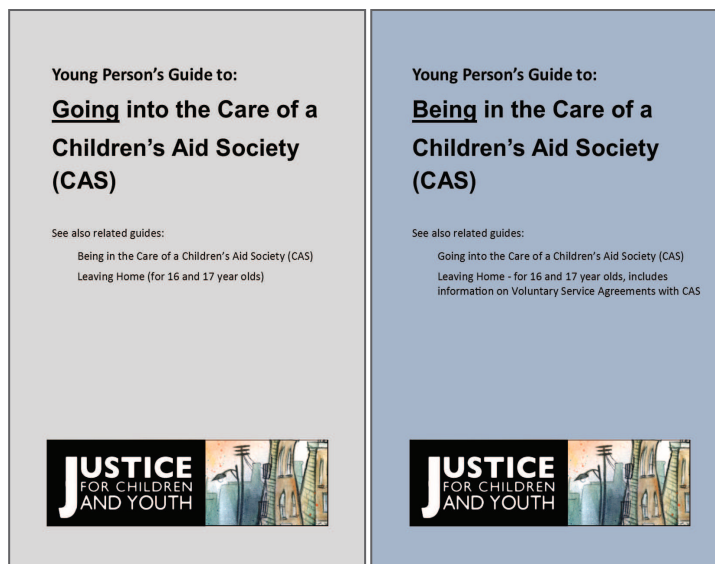 Young Person's Guide to:
Going into the Care of a
Children's Aid Society
(CAS)
See also related guides:
Being in the Care of a Children's Aid Society (CAS)
Leaving Home (for 16 and 17 year olds)
JUSTICE
FOR CHILDREN
AND YOUTH
Young Person's Guide to:
Being in the Care of a
Children's Aid Society
(CAS)
See also related guides:
Going into the Care of a Children's Aid Society (CAS)
Leaving Home - for 16 and 17 year olds, includes
information on Voluntary Service Agreements with CAS
JUSTICE
FOR CHILDREN
AND YOUTH